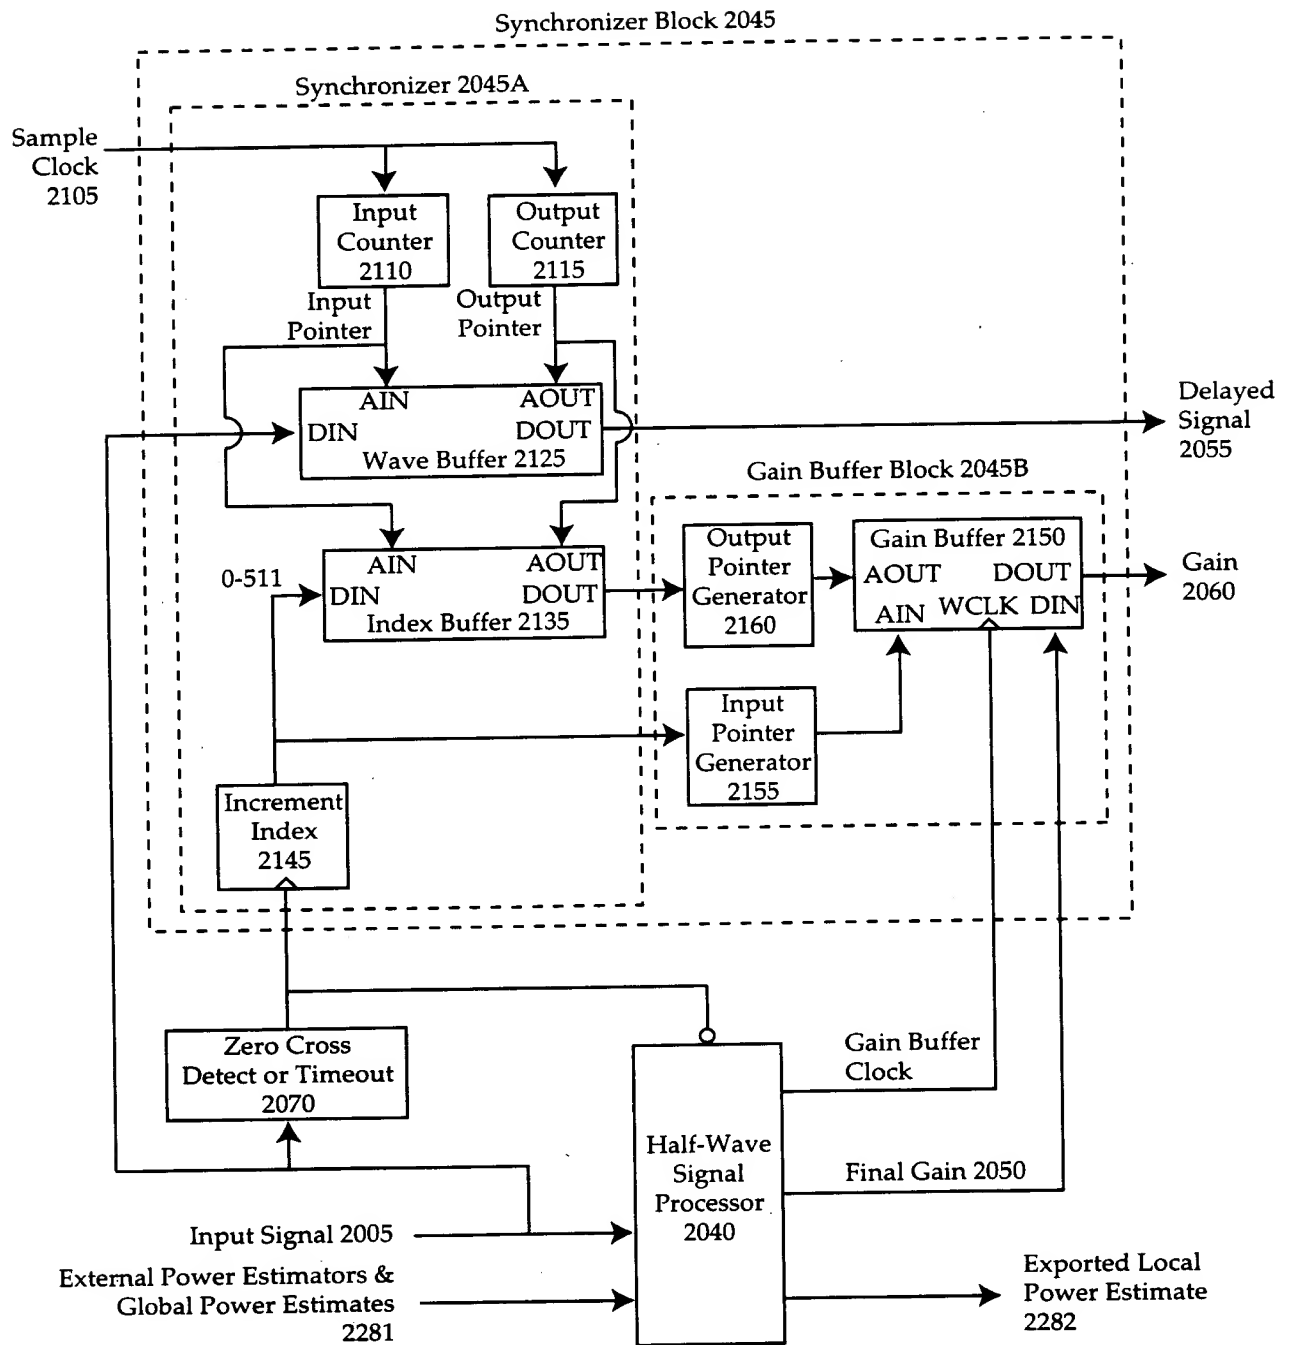 Synchronizer Block 2045
Synchronizer 2045A
Sample
Clock
2105
Input
Counter
2110
Output
Counter
2115
Input
Pointer
Output
Pointer
AIN
AOUT
DIN
DOUT
Wave Buffer 2125
Delayed
Signal
2055
Gain Buffer Block 2045B
0-511
AIN
AOUT
DIN
DOUT
Index Buffer 2135
Output
Pointer
Generator
2160
Gain Buffer 2150
AOUT
DOUT
AIN
WCLK
DIN
Gain
2060
Input
Pointer
Generator
2155
Increment
Index
2145
Zero Cross
Detect or Timeout
2070
Gain Buffer
Clock
Half-Wave
Signal
Processor
2040
Final Gain 2050
Input Signal 2005
External Power Estimators &
Global Power Estimates
2281
Exported Local
Power Estimate
2282